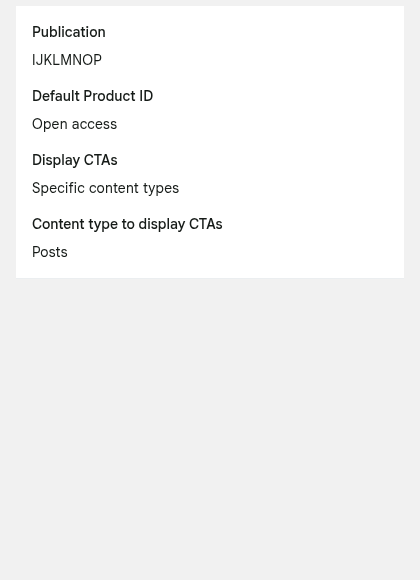 Publication
IJKLMNOP
Default Product ID
Open access
Display CTAs
Specific content types
Content type to display CTAs
Posts